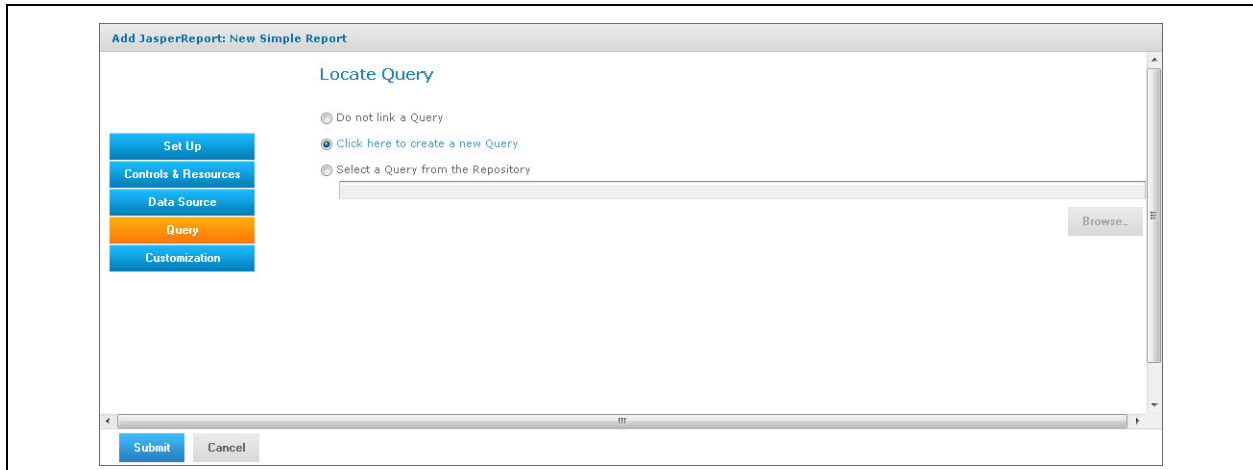 Add JasperReport: New Simple Report
Locate Query
Do not link a Query
Click here to create a new Query
Select a Query from the Repository
Browse...
Set Up
Controls & Resources
Data Source
Query
Customization
Submit
Cancel